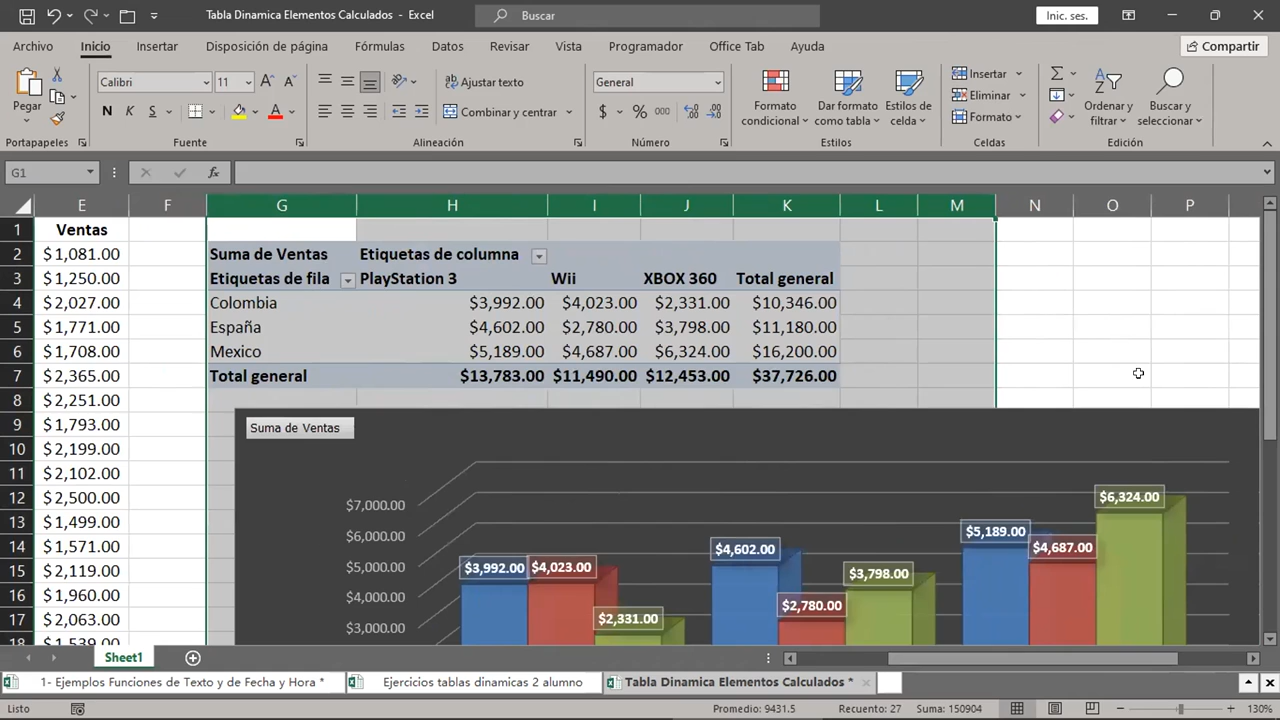 Tabla Dinamica Elementos Calculados - Excel
Buscar
Inic. ses.
Archivo Inicio Insertar Disposición de página Fórmulas Datos Revisar Vista Programador Office Tab Ayuda
Compartir
Pegar
Calibri 11
N K S
Ajustar texto
Combinar y centrar
General
$ % 000
Formato condicional
Dar formato como tabla
Estilos de celda
Insertar
Eliminar
Formato
Ordenar y filtrar
Buscar y seleccionar
Portapapeles Fuente Alineación Número Estilos Celdas Edición
G1 fx
E F G H I J K L M N O P
1 Ventas
2 $1,081.00 Suma de Ventas Etiquetas de columna
3 $1,250.00 Etiquetas de fila PlayStation 3 Wii XBOX 360 Total general
4 $2,027.00 Colombia $3,992.00 $4,023.00 $2,331.00 $10,346.00
5 $1,771.00 España $4,602.00 $2,780.00 $3,798.00 $11,180.00
6 $1,708.00 Mexico $5,189.00 $4,687.00 $6,324.00 $16,200.00
7 $2,365.00 Total general $13,783.00 $11,490.00 $12,453.00 $37,726.00
8 $2,251.00
9 $1,793.00
10 $2,199.00
11 $2,102.00
12 $2,500.00
13 $1,499.00
14 $1,571.00
15 $2,119.00
16 $1,960.00
17 $2,063.00
18 $1,539.00
Suma de Ventas
$7,000.00
$6,000.00
$5,000.00
$4,000.00
$3,000.00
$3,992.00 $4,023.00 $2,331.00
$4,602.00 $2,780.00 $3,798.00
$5,189.00 $4,687.00 $6,324.00
Sheet1
1- Ejemplos Funciones de Texto y de Fecha y Hora * Ejercicios tablas dinamicas 2 alumno Tabla Dinamica Elementos Calculados *
Listo Promedio: 9431.5 Recuento: 27 Suma: 150904 130%